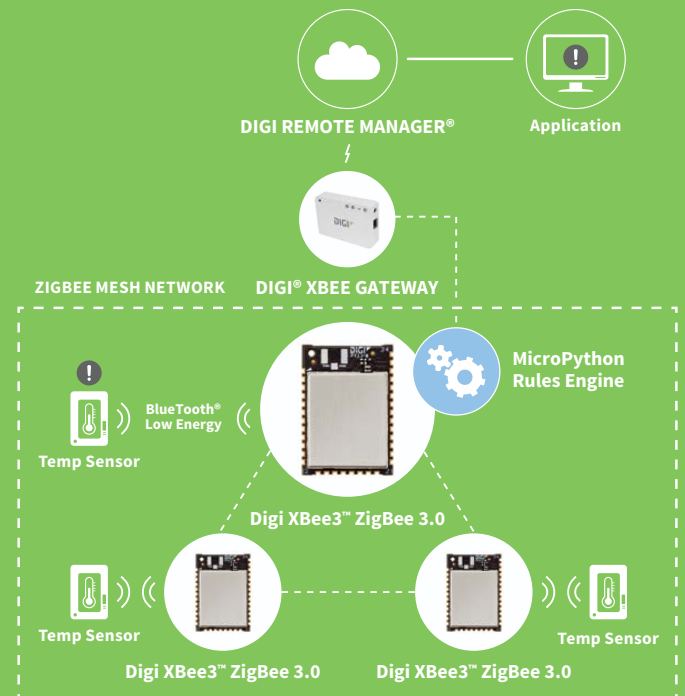 DIGI REMOTE MANAGER®
Application
DIGI
ZIGBEE MESH NETWORK
DIGI® XBEE GATEWAY
MicroPython
Rules Engine
DIGI
BlueTooth®
Low Energy
Temp Sensor
Digi XBee3™ ZigBee 3.0
Temp Sensor
Temp Sensor
Digi XBee3™ ZigBee 3.0
Digi XBee3™ ZigBee 3.0